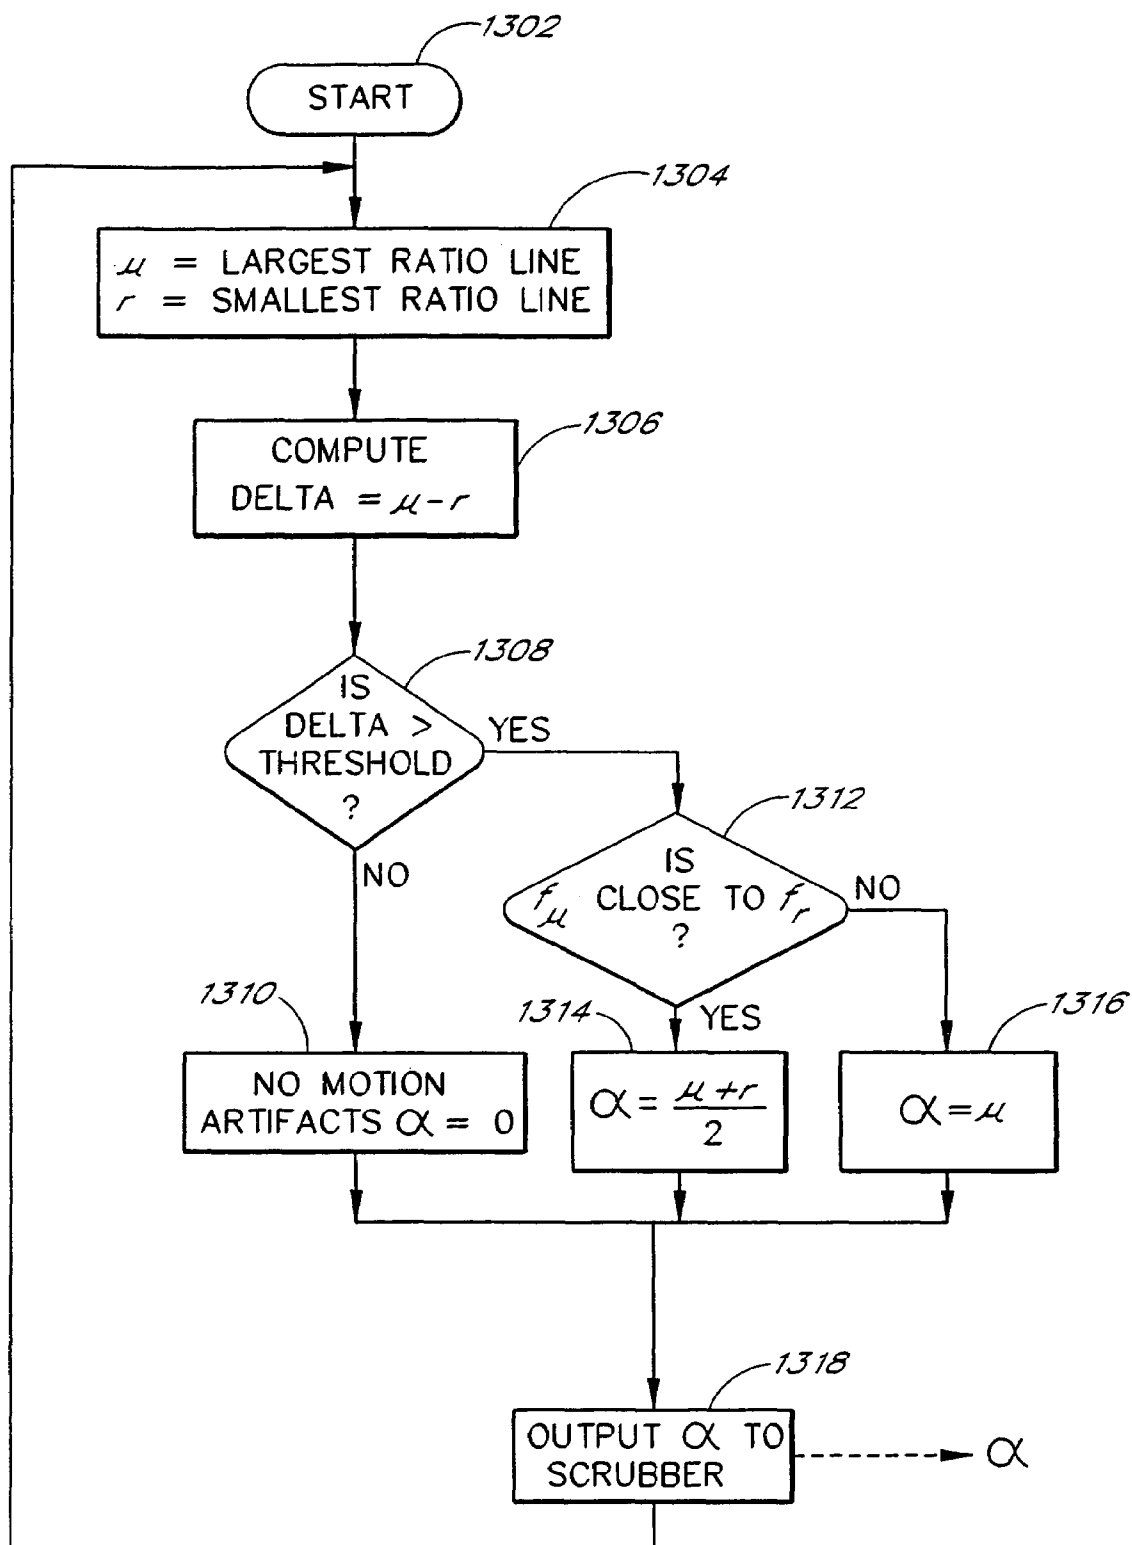 1302
START
1304
μ = LARGEST RATIO LINE
r = SMALLEST RATIO LINE
1306
COMPUTE
DELTA = μ-r
1308
IS
DELTA >
THRESHOLD
?
YES
NO
1312
IS
f_μ CLOSE TO f_r
?
NO
YES
1310
NO MOTION
ARTIFACTS α = 0
1314
α = μ+r
2
1316
α = μ
1318
OUTPUT α TO
SCRUBBER
α